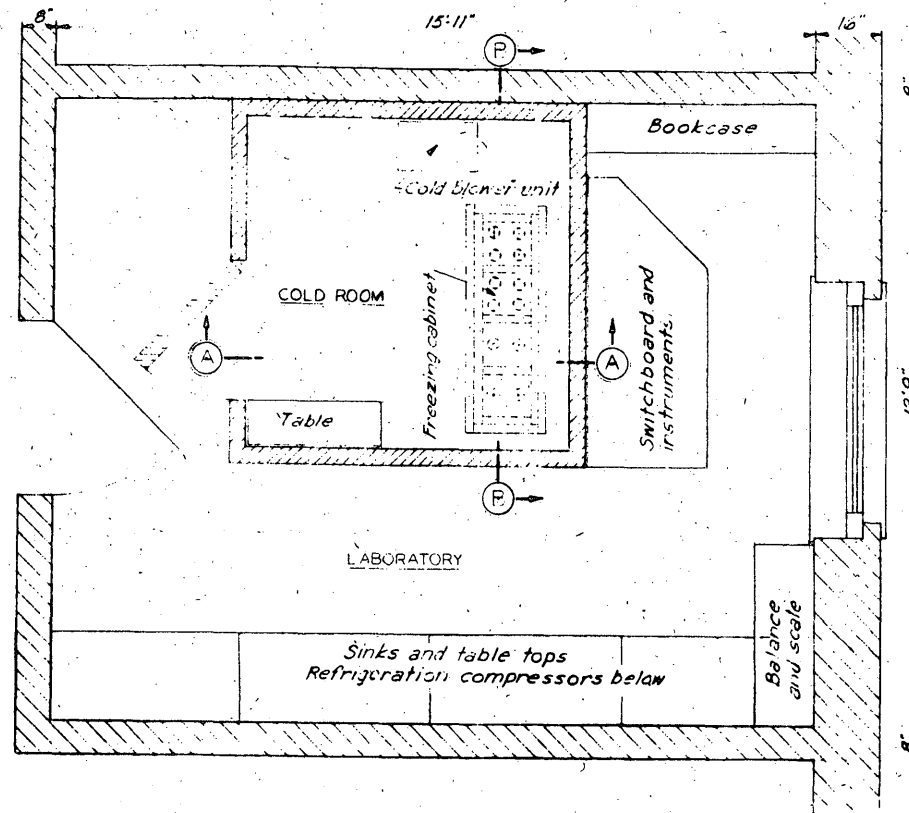 8"
15'-11"
16"
B
8"
Bookcase
Cold blower unit
COLD ROOM
Freezing cabinet
Switchboard and
instruments
A
A
Table
B
LABORATORY
Balance
and scale
Sinks and table tops
Refrigeration compressors below
8"